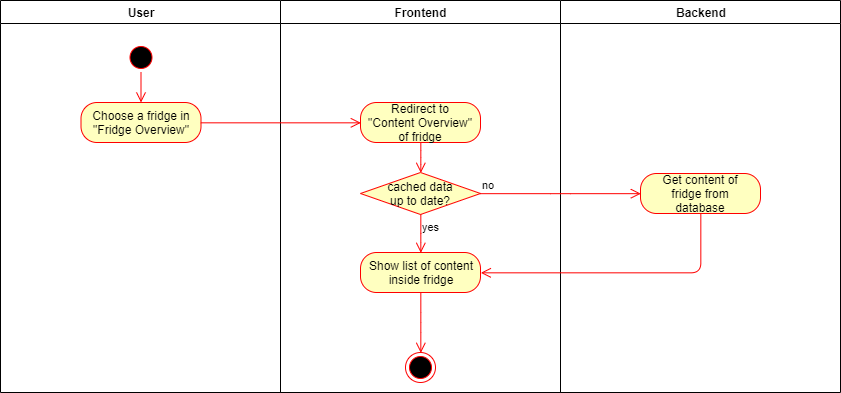 User
Frontend
Backend
Choose a fridge in
"Fridge Overview"
Redirect to
"Content Overview"
of fridge
cached data
up to date?
no
Get content of
fridge from
database
yes
Show list of content
inside fridge